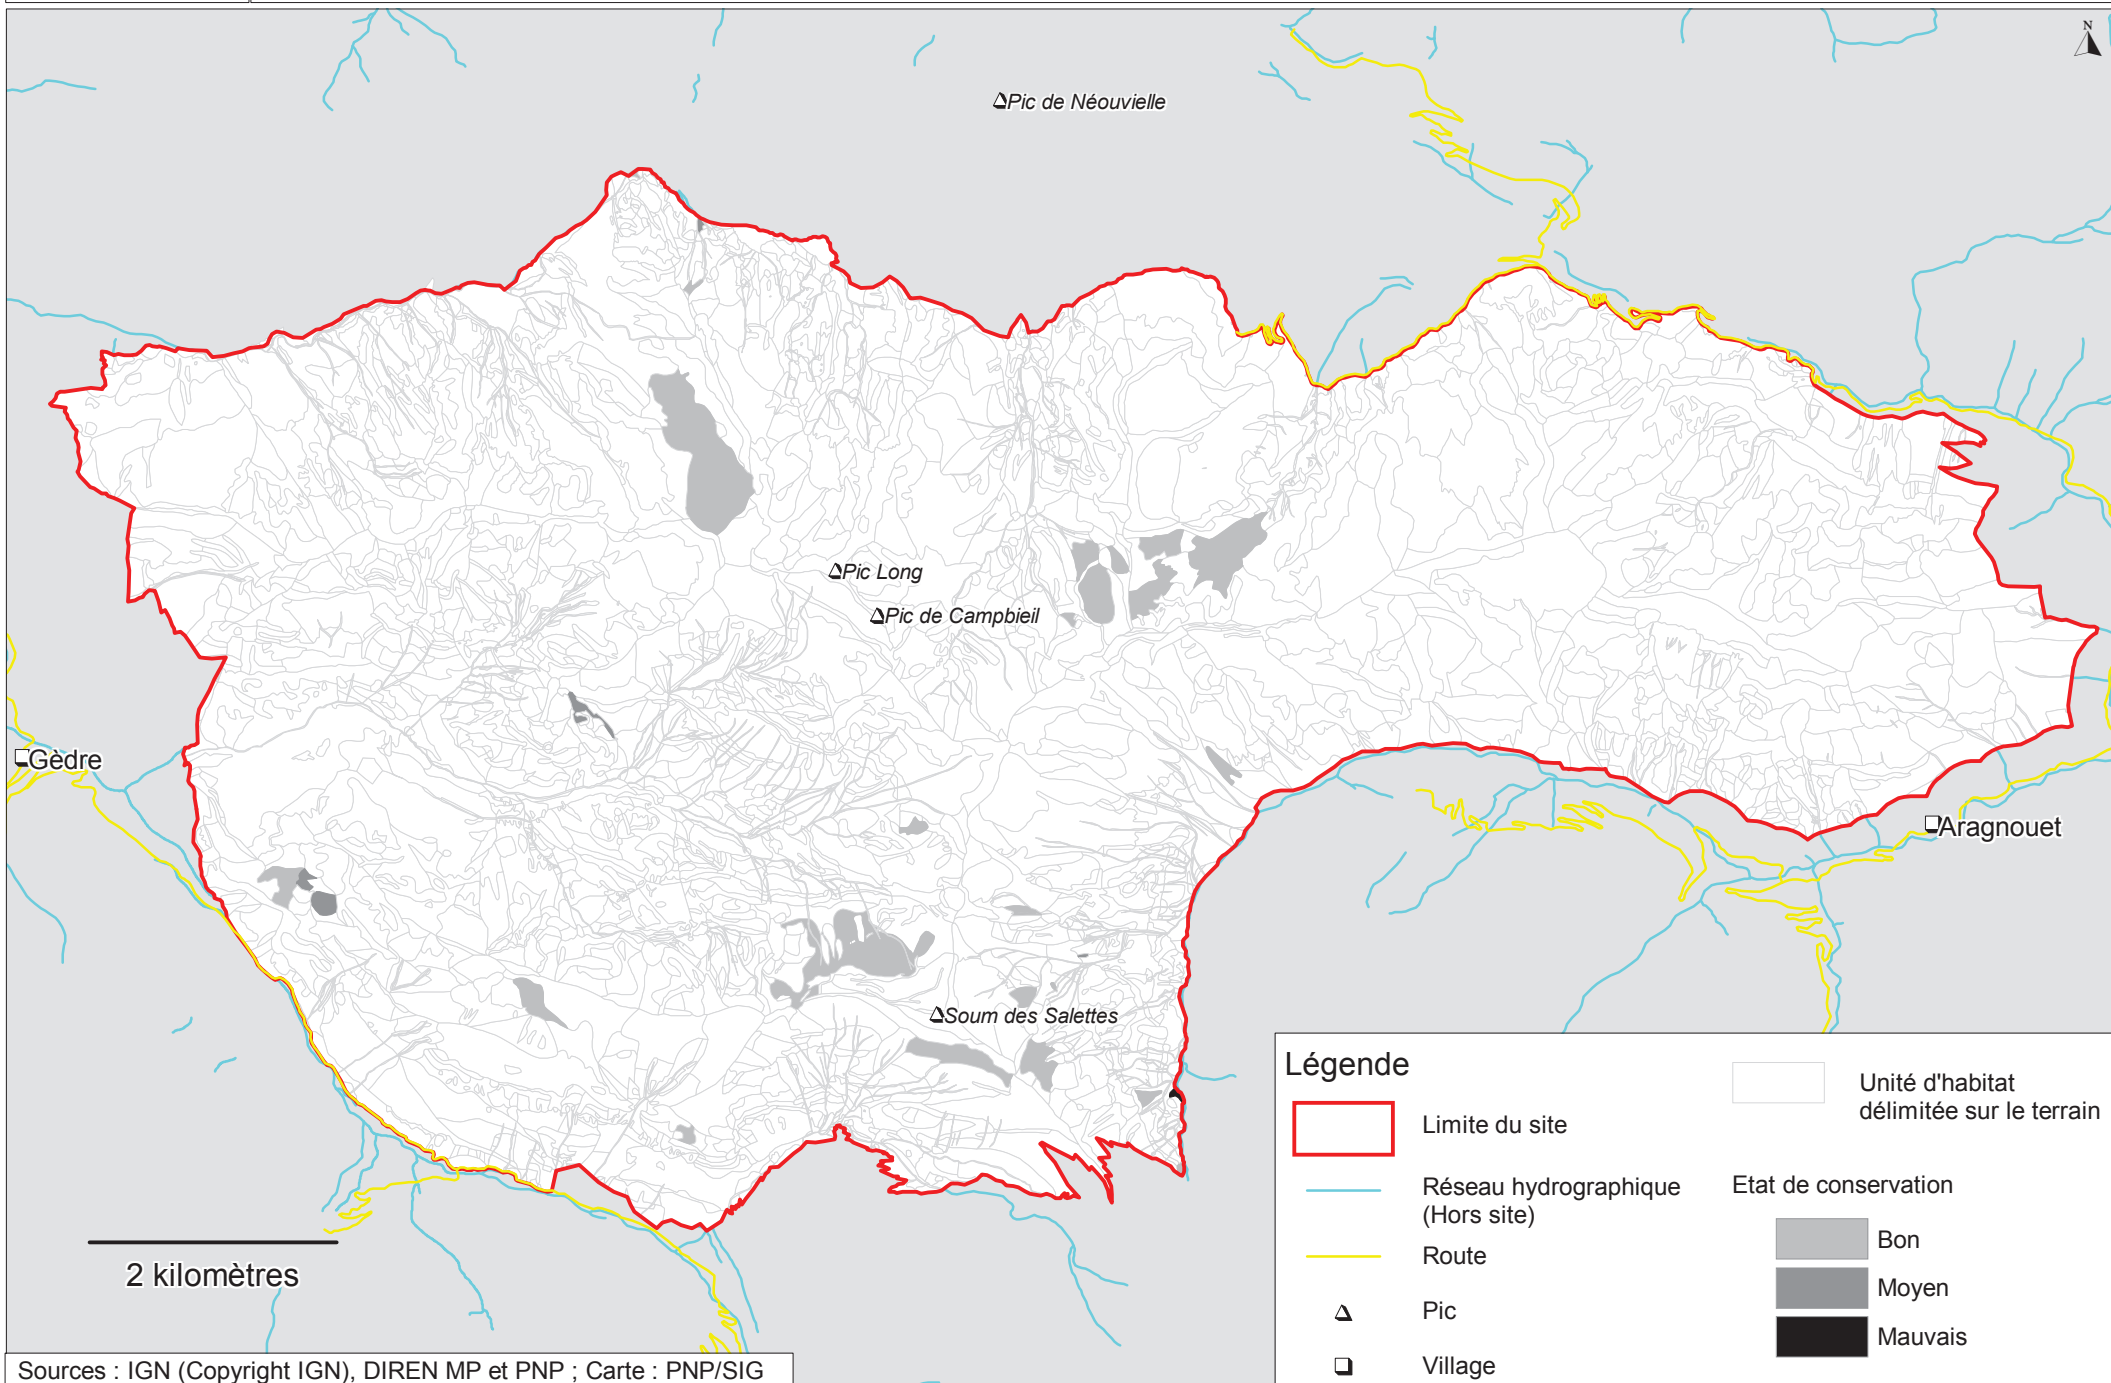 N
Pic de Néouvielle
Pic Long
Pic de Campbieil
Gèdre
Aragnouet
Soum des Salettes
2 kilomètres
Légende
Limite du site
Réseau hydrographique
(Hors site)
Route
Pic
Village
Unité d'habitat
délimitée sur le terrain
Etat de conservation
Bon
Moyen
Mauvais
Sources : IGN (Copyright IGN), DIREN MP et PNP ; Carte : PNP/SIG